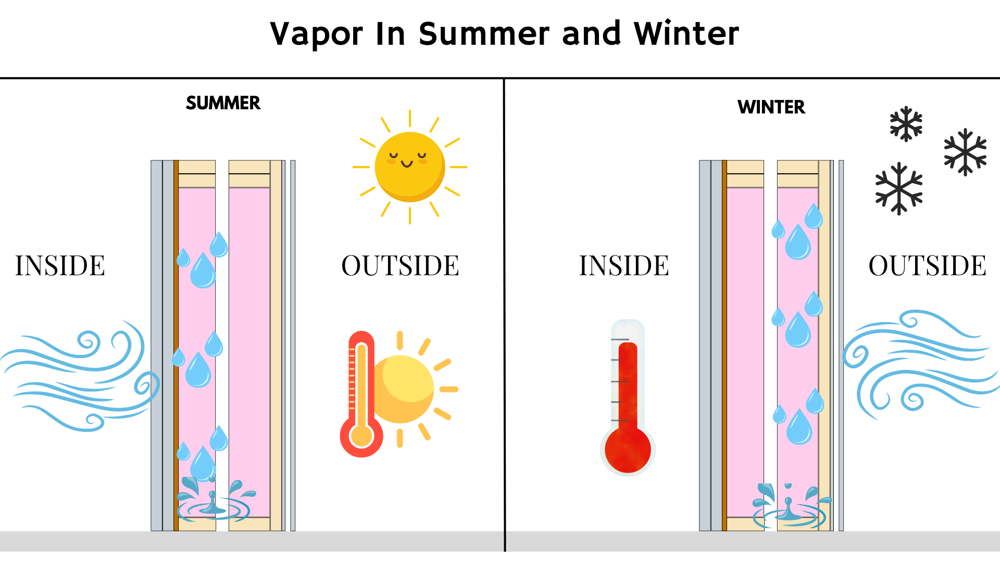 Vapor In Summer and Winter
SUMMER
WINTER
INSIDE
OUTSIDE
INSIDE
OUTSIDE